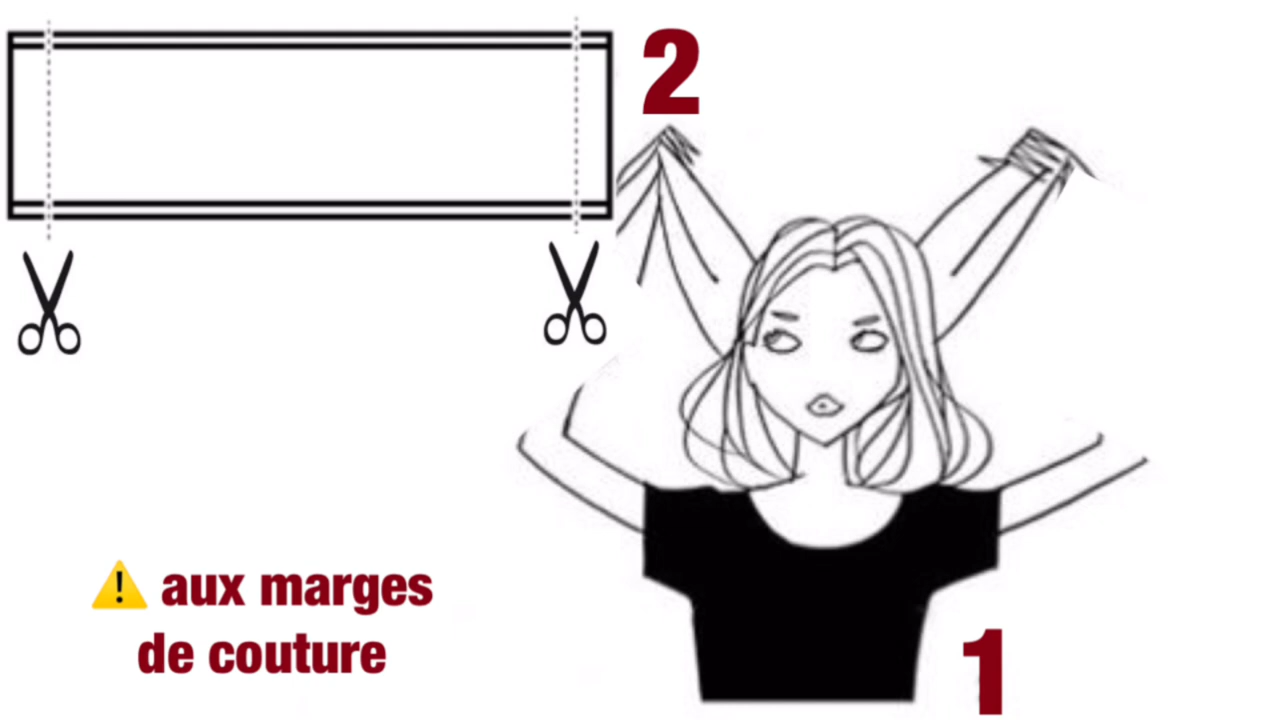 2
⚠️ aux marges
de couture
1